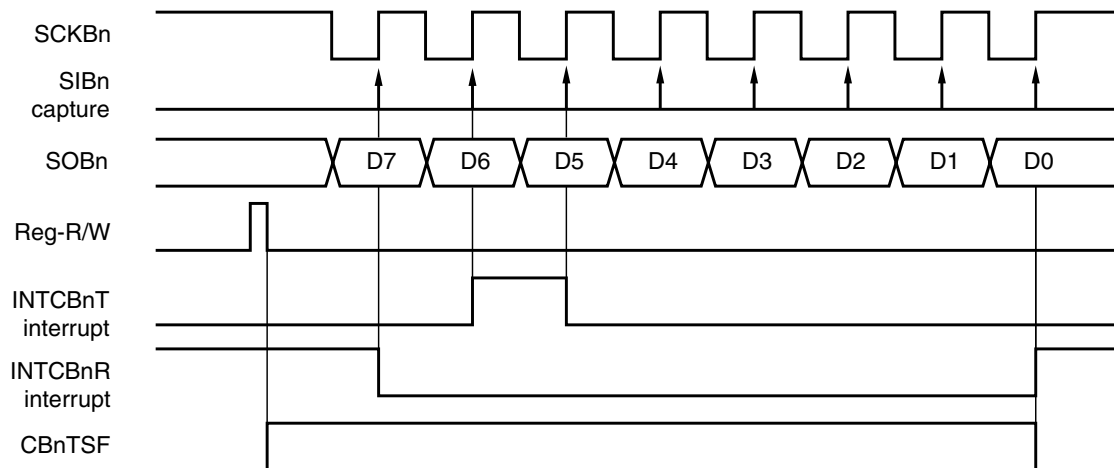 SCKBn
SIBn
capture
SOBn
D7 D6 D5 D4 D3 D2 D1 D0
Reg-R/W
INTCBnT
interrupt
INTCBnR
interrupt
CBnTSF